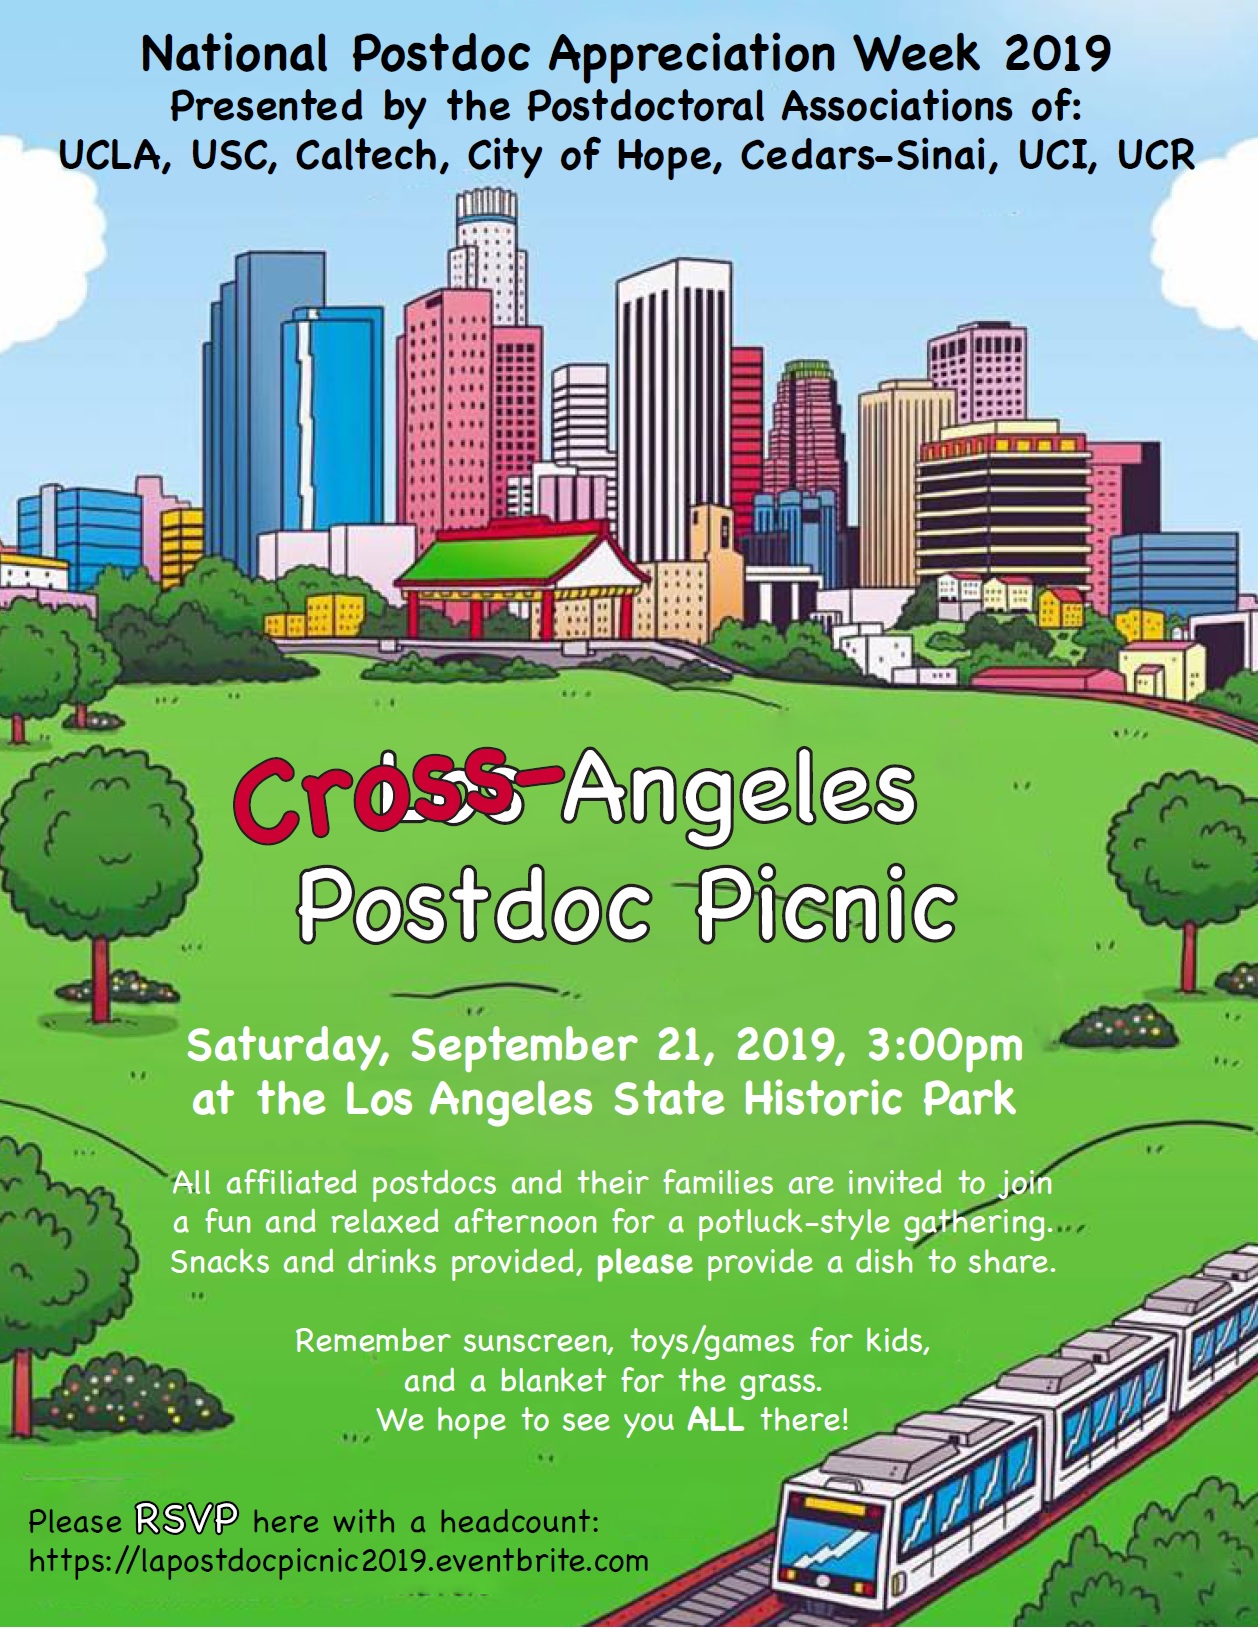 National Postdoc Appreciation Week 2019
Presented by the Postdoctoral Associations of:
UCLA, USC, Caltech, City of Hope, Cedars-Sinai, UCI, UCR
Los Cross-Angeles
Postdoc Picnic
Saturday, September 21, 2019, 3:00pm
at the Los Angeles State Historic Park
All affiliated postdocs and their families are invited to join
a fun and relaxed afternoon for a potluck-style gathering.
Snacks and drinks provided, please provide a dish to share.
Remember sunscreen, toys/games for kids,
and a blanket for the grass.
We hope to see you ALL there!
Please RSVP here with a headcount:
https://lapostdocpicnic2019.eventbrite.com